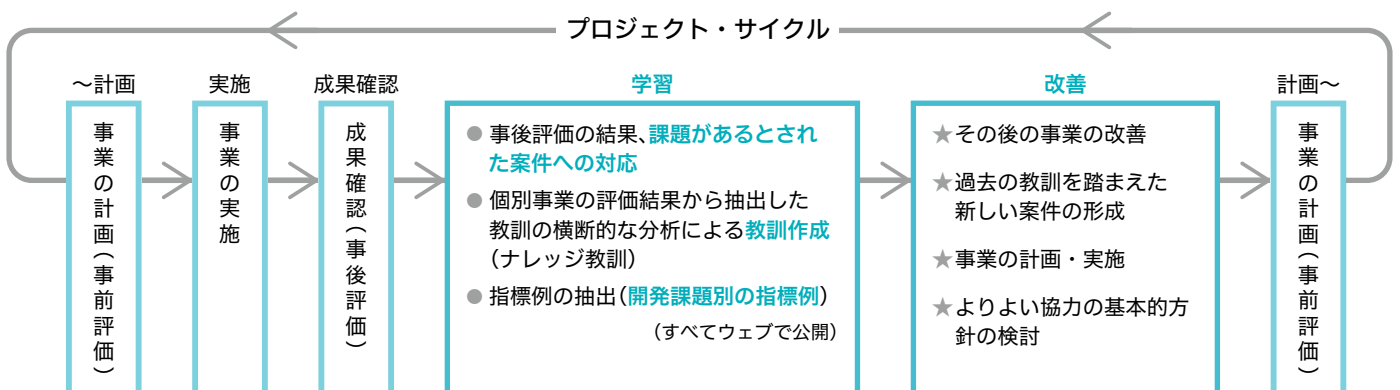 プロジェクト・サイクル
～計画
事業の計画（事前評価）
実施
事業の実施
成果確認
成果確認（事後評価）
学習
● 事後評価の結果、課題があるとされ
た案件への対応
● 個別事業の評価結果から抽出した
教訓の横断的な分析による教訓作成
（ナレッジ教訓）
● 指標例の抽出（開発課題別の指標例）
（すべてウェブで公開）
改善
★その後の事業の改善
★過去の教訓を踏まえた
新しい案件の形成
★事業の計画・実施
★よりよい協力の基本的方
針の検討
計画～
事業の計画（事前評価）